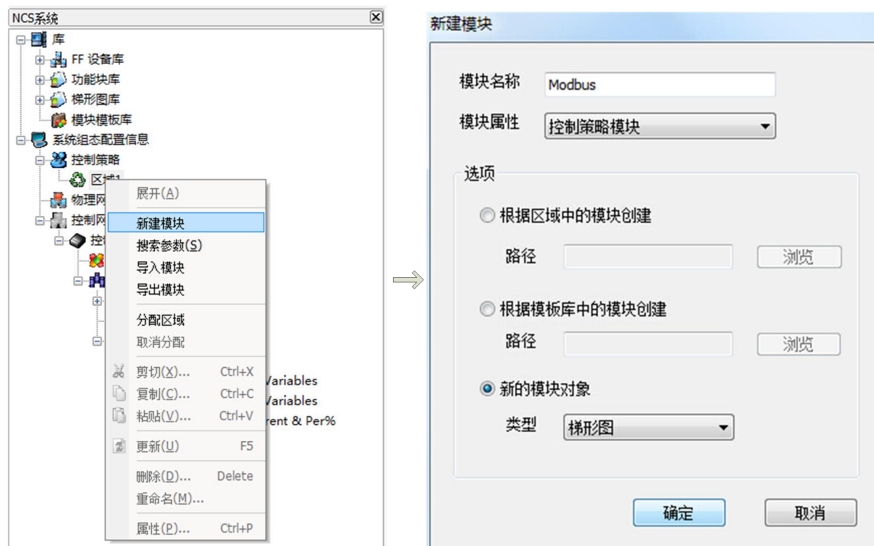 NCS系统
库
FF 设备库
功能块库
梯形图库
模块模板库
系统组态配置信息
控制策略
区域1
物理网
控制网
控
展开(A)
新建模块
搜索参数(S)
导入模块
导出模块
分配区域
取消分配
剪切(X)... Ctrl+X
复制(C)... Ctrl+C
粘贴(V)... Ctrl+V
更新(U) F5
删除(D)... Delete
重命名(M)...
属性(P)... Ctrl+P
Variables
Variables
rent & Per%
新建模块
模块名称 Modbus
模块属性 控制策略模块
选项
根据区域中的模块创建
路径 浏览
根据模板库中的模块创建
路径 浏览
新的模块对象
类型 梯形图
确定 取消